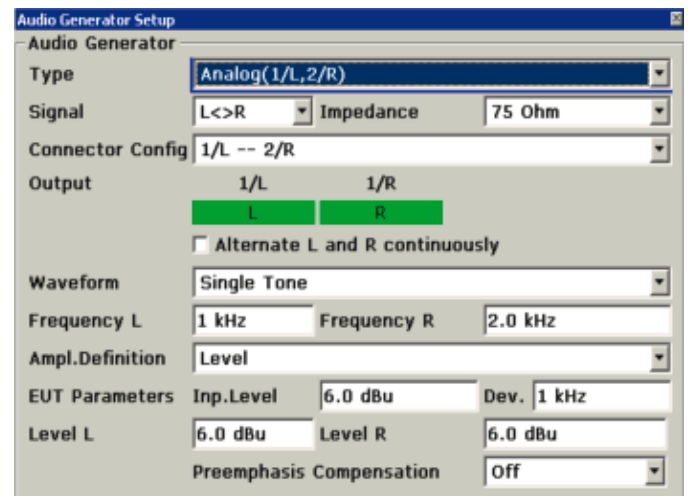 Audio Generator Setup
Audio Generator
Type Analog(1/L,2/R)
Signal L<>R Impedance 75 Ohm
Connector Config 1/L -- 2/R
Output 1/L 1/R
L R
Alternate L and R continuously
Waveform Single Tone
Frequency L 1 kHz Frequency R 2.0 kHz
Ampl.Definition Level
EUT Parameters Inp.Level 6.0 dBu Dev. 1 kHz
Level L 6.0 dBu Level R 6.0 dBu
Preemphasis Compensation Off